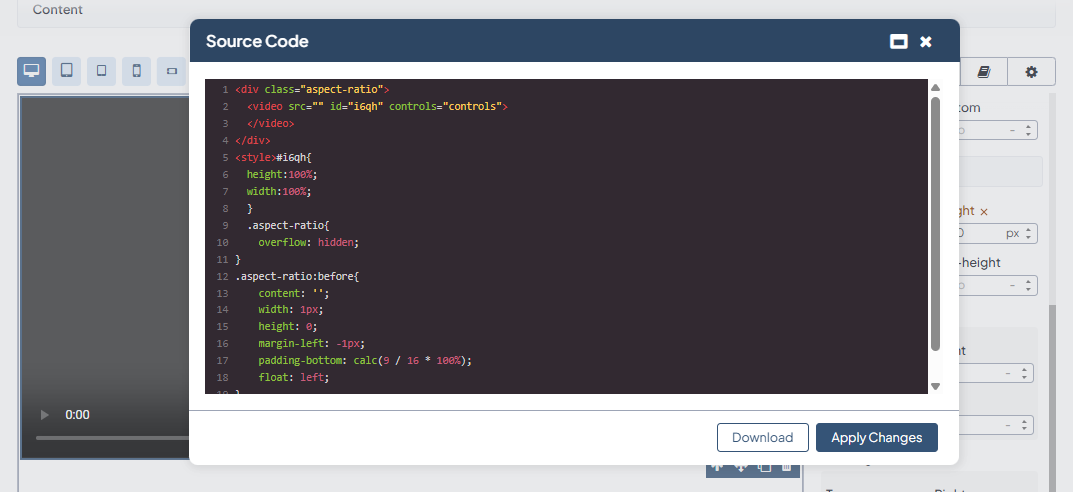 Content
Source Code
1 <div class="aspect-ratio">
2 <video src="" id="i6qh" controls="controls">
3 </video>
4 </div>
5 <style>#i6qh{
6 height:100%;
7 width:100%;
8 }
9 .aspect-ratio{
10 overflow: hidden;
11 }
12 .aspect-ratio:before{
13 content: '';
14 width: 1px;
15 height: 0;
16 margin-left: -1px;
17 padding-bottom: calc(9 / 16 * 100%);
18 float: left;
19 }
com
-
ght ×
0 px
-height
-
-
-
0:00
Download
Apply Changes